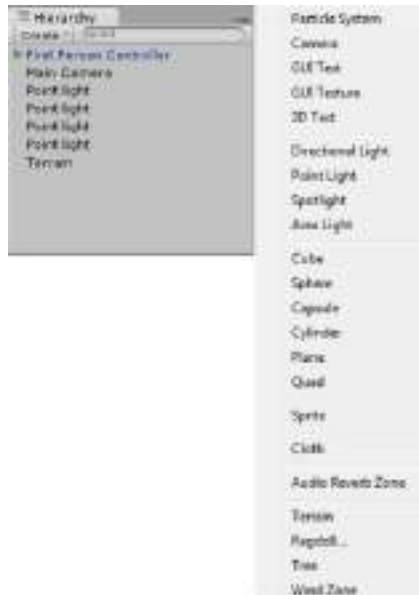 Hierarchy
Create
First Person Controller
Main Camera
Point light
Point light
Point light
Point light
Terrain
Particle System
Camera
GUI Text
GUI Texture
3D Text
Directional Light
Point Light
Spotlight
Area Light
Cube
Sphere
Capsule
Cylinder
Plane
Quad
Sprite
Cloth
Audio Reverb Zone
Terrain
Ragdoll...
Tree
Wind Zone